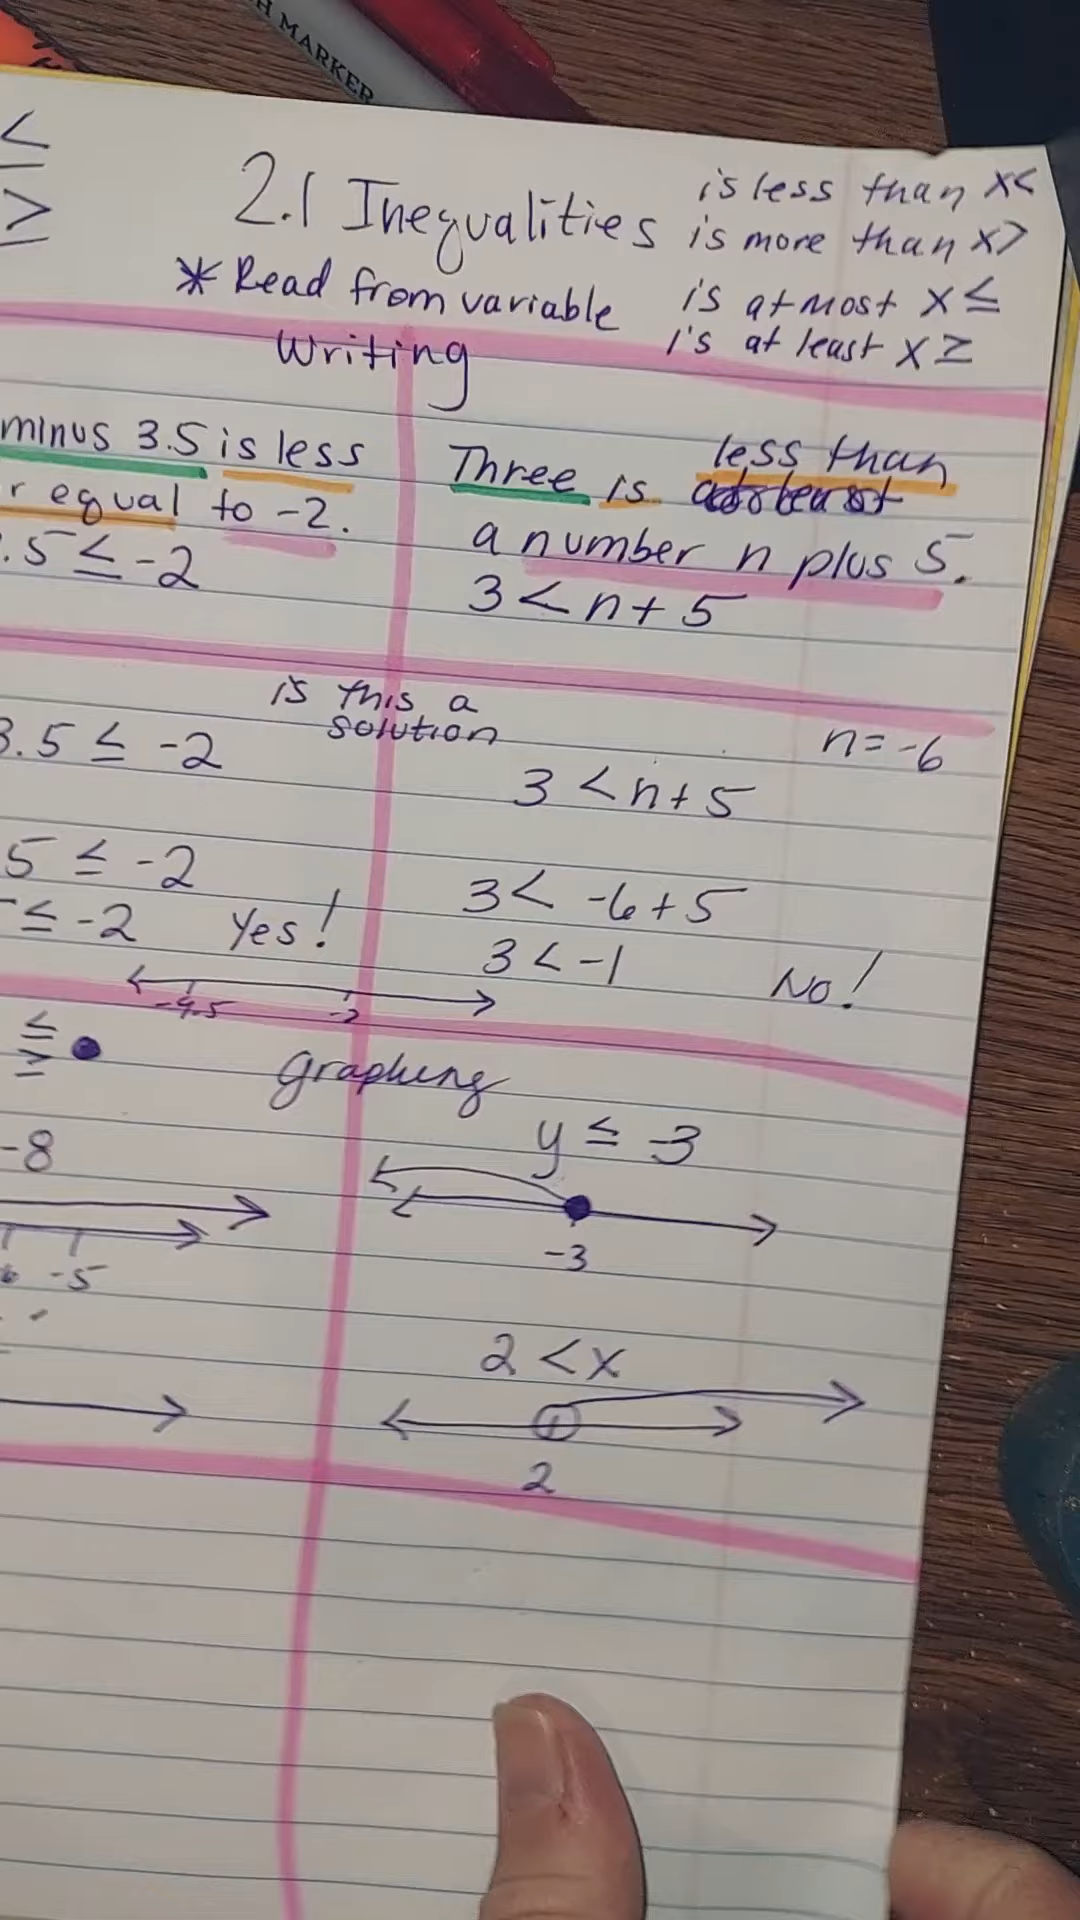 H MARKER
≤
≥
2.1 Inequalities
* Read from variable
is less than x<
is more than x>
is at most x ≤
is at least x ≥
Writing
minus 3.5 is less
r equal to -2.
.5 ≤ -2
Three is less than
a number n plus 5.
3 < n + 5
is this a
solution
3.5 ≤ -2
5 ≤ -2
≤ -2 Yes!
-4.5 -2
n = -6
3 < n + 5
3 < -6 + 5
3 < -1 No!
≤
≥
graphing
-8
-5
y ≤ -3
-3
2 < x
2